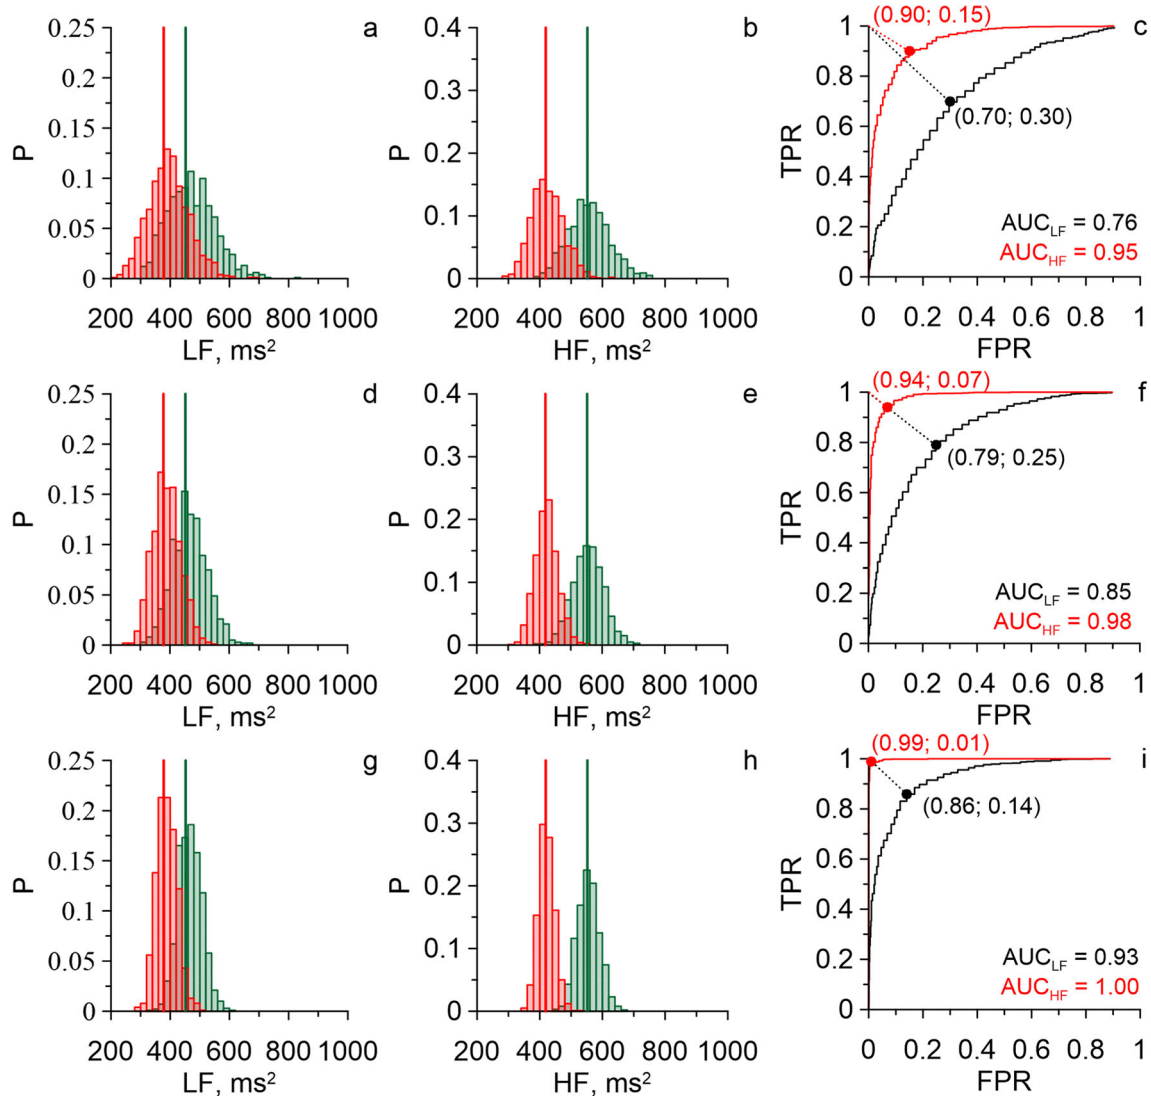 a
0.25
0.2
0.15
0.1
0.05
0
P
200 400 600 800 1000
LF, ms²
b
0.4
0.3
0.2
0.1
0
P
200 400 600 800 1000
HF, ms²
c
(0.90; 0.15)
(0.70; 0.30)
1
0.8
0.6
0.4
0.2
0
TPR
AUC_LF = 0.76
AUC_HF = 0.95
0 0.2 0.4 0.6 0.8 1
FPR
d
0.25
0.2
0.15
0.1
0.05
0
P
200 400 600 800 1000
LF, ms²
e
0.4
0.3
0.2
0.1
0
P
200 400 600 800 1000
HF, ms²
f
(0.94; 0.07)
(0.79; 0.25)
1
0.8
0.6
0.4
0.2
0
TPR
AUC_LF = 0.85
AUC_HF = 0.98
0 0.2 0.4 0.6 0.8 1
FPR
g
0.25
0.2
0.15
0.1
0.05
0
P
200 400 600 800 1000
LF, ms²
h
0.4
0.3
0.2
0.1
0
P
200 400 600 800 1000
HF, ms²
i
(0.99; 0.01)
(0.86; 0.14)
1
0.8
0.6
0.4
0.2
0
TPR
AUC_LF = 0.93
AUC_HF = 1.00
0 0.2 0.4 0.6 0.8 1
FPR